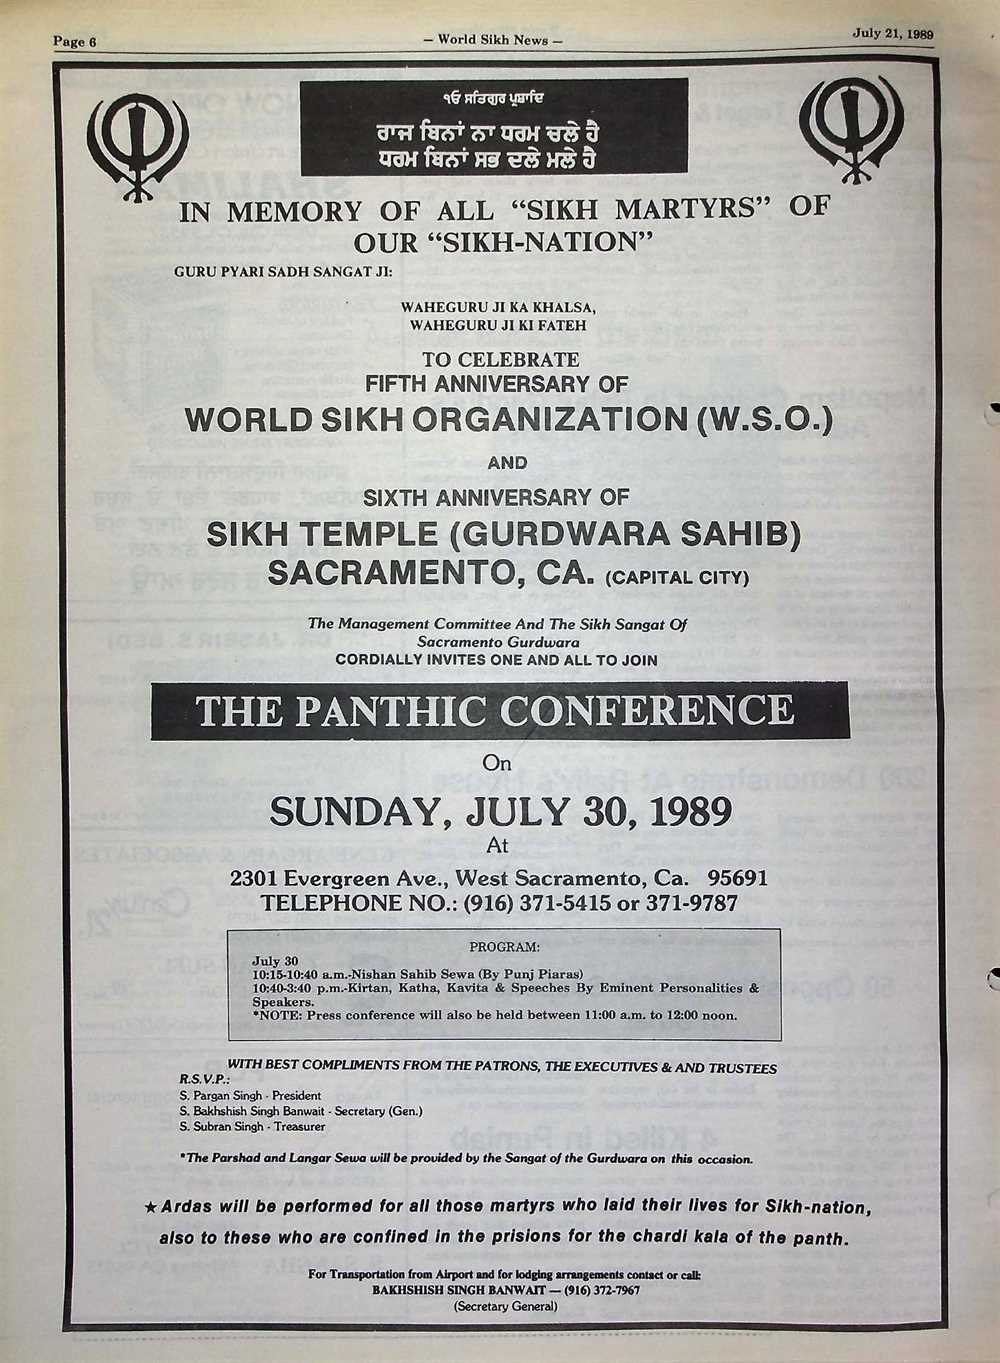 Page 6
– World Sikh News –
July 21, 1989
ੴ ਸਤਿਗੁਰ ਪ੍ਰਸ਼ਾਦਿ
ਰਾਜ ਬਿਨਾਂ ਨਾ ਧਰਮ ਚਲੇ ਹੈ
ਧਰਮ ਬਿਨਾਂ ਸਭ ਦਲੇ ਮਲੇ ਹੈ
IN MEMORY OF ALL “SIKH MARTYRS” OF
OUR “SIKH-NATION”
GURU PYARI SADH SANGAT JI:
WAHEGURU JI KA KHALSA,
WAHEGURU JI KI FATEH
TO CELEBRATE
FIFTH ANNIVERSARY OF
WORLD SIKH ORGANIZATION (W.S.O.)
AND
SIXTH ANNIVERSARY OF
SIKH TEMPLE (GURDWARA SAHIB)
SACRAMENTO, CA. (CAPITAL CITY)
The Management Committee And The Sikh Sangat Of
Sacramento Gurdwara
CORDIALLY INVITES ONE AND ALL TO JOIN
THE PANTHIC CONFERENCE
On
SUNDAY, JULY 30, 1989
At
2301 Evergreen Ave., West Sacramento, Ca. 95691
TELEPHONE NO.: (916) 371-5415 or 371-9787
PROGRAM:
July 30
10:15-10:40 a.m.-Nishan Sahib Sewa (By Punj Piaras)
10:40-3:40 p.m.-Kirtan, Katha, Kavita & Speeches By Eminent Personalities &
Speakers.
*NOTE: Press conference will also be held between 11:00 a.m. to 12:00 noon.
WITH BEST COMPLIMENTS FROM THE PATRONS, THE EXECUTIVES & AND TRUSTEES
R.S.V.P.:
S. Pargan Singh - President
S. Bakhshish Singh Banwait - Secretary (Gen.)
S. Subran Singh - Treasurer
*The Parshad and Langar Sewa will be provided by the Sangat of the Gurdwara on this occasion.
★ Ardas will be performed for all those martyrs who laid their lives for Sikh-nation,
also to these who are confined in the prisions for the chardi kala of the panth.
For Transportation from Airport and for lodging arrangements contact or call:
BAKHSHISH SINGH BANWAIT — (916) 372-7967
(Secretary General)